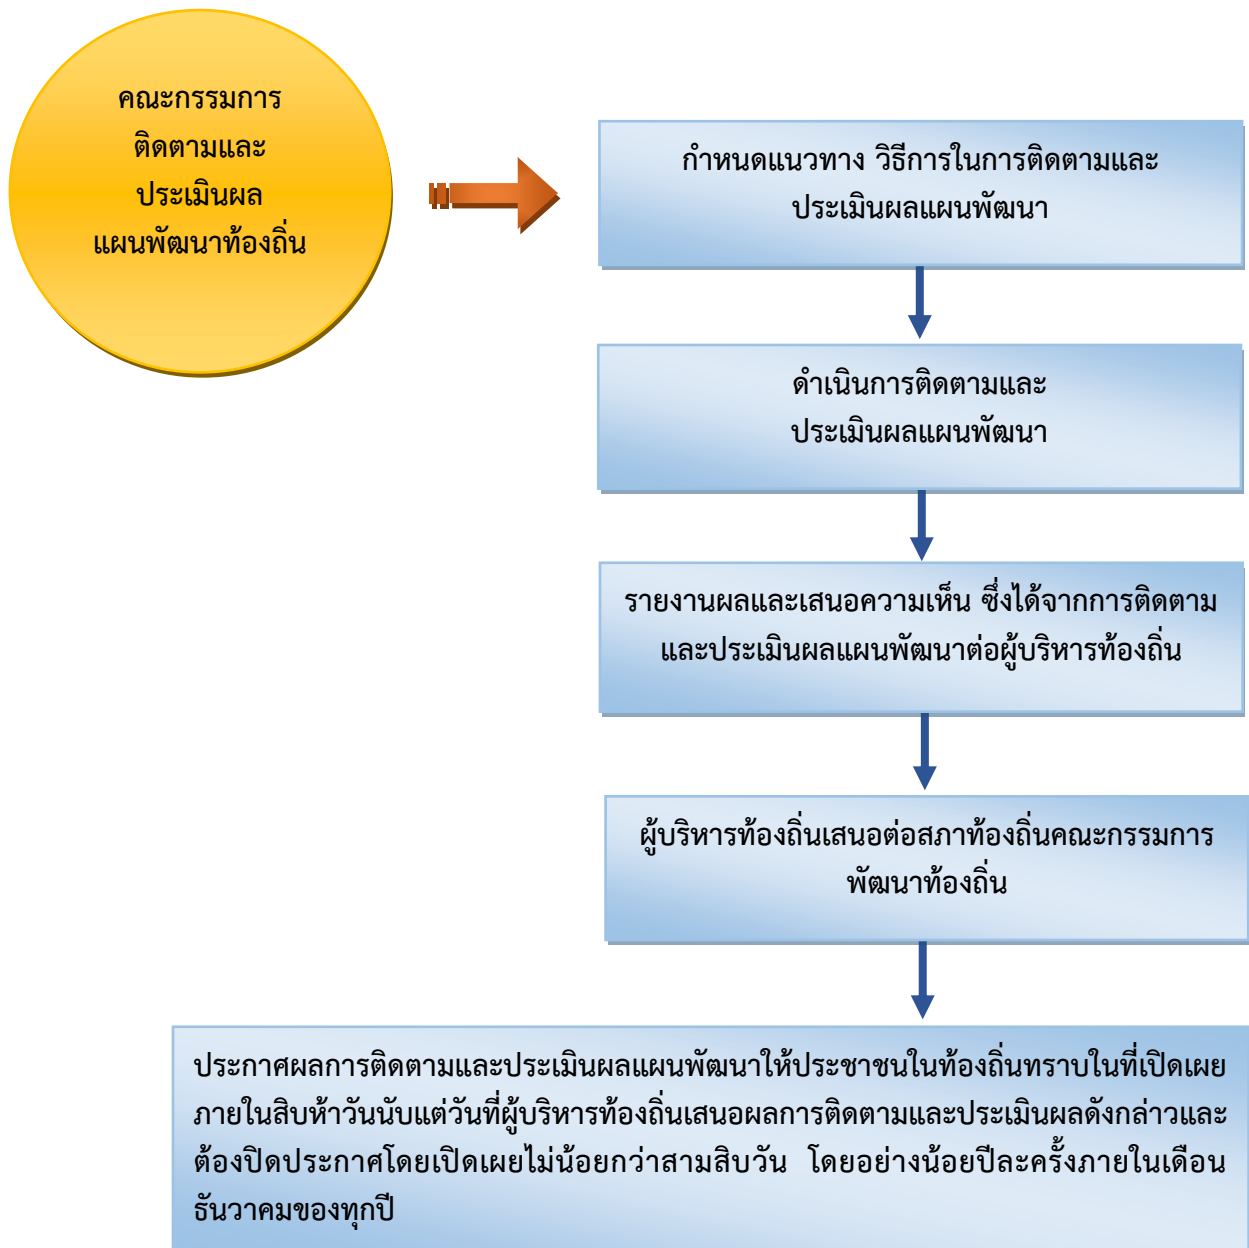 คณะกรรมการ
ติดตามและ
ประเมินผล
แผนพัฒนาท้องถิ่น
กำหนดแนวทาง วิธีการในการติดตามและ
ประเมินผลแผนพัฒนา
ดำเนินการติดตามและ
ประเมินผลแผนพัฒนา
รายงานผลและเสนอความเห็น ซึ่งได้จากการติดตาม
และประเมินผลแผนพัฒนาต่อผู้บริหารท้องถิ่น
ผู้บริหารท้องถิ่นเสนอต่อสภาท้องถิ่นคณะกรรมการ
พัฒนาท้องถิ่น
ประกาศผลการติดตามและประเมินผลแผนพัฒนาให้ประชาชนในท้องถิ่นทราบในที่เปิดเผย
ภายในสิบห้าวันนับแต่วันที่ผู้บริหารท้องถิ่นเสนอผลการติดตามและประเมินผลดังกล่าวและ
ต้องปิดประกาศโดยเปิดเผยไม่น้อยกว่าสามสิบวัน โดยอย่างน้อยปีละครั้งภายในเดือน
ธันวาคมของทุกปี